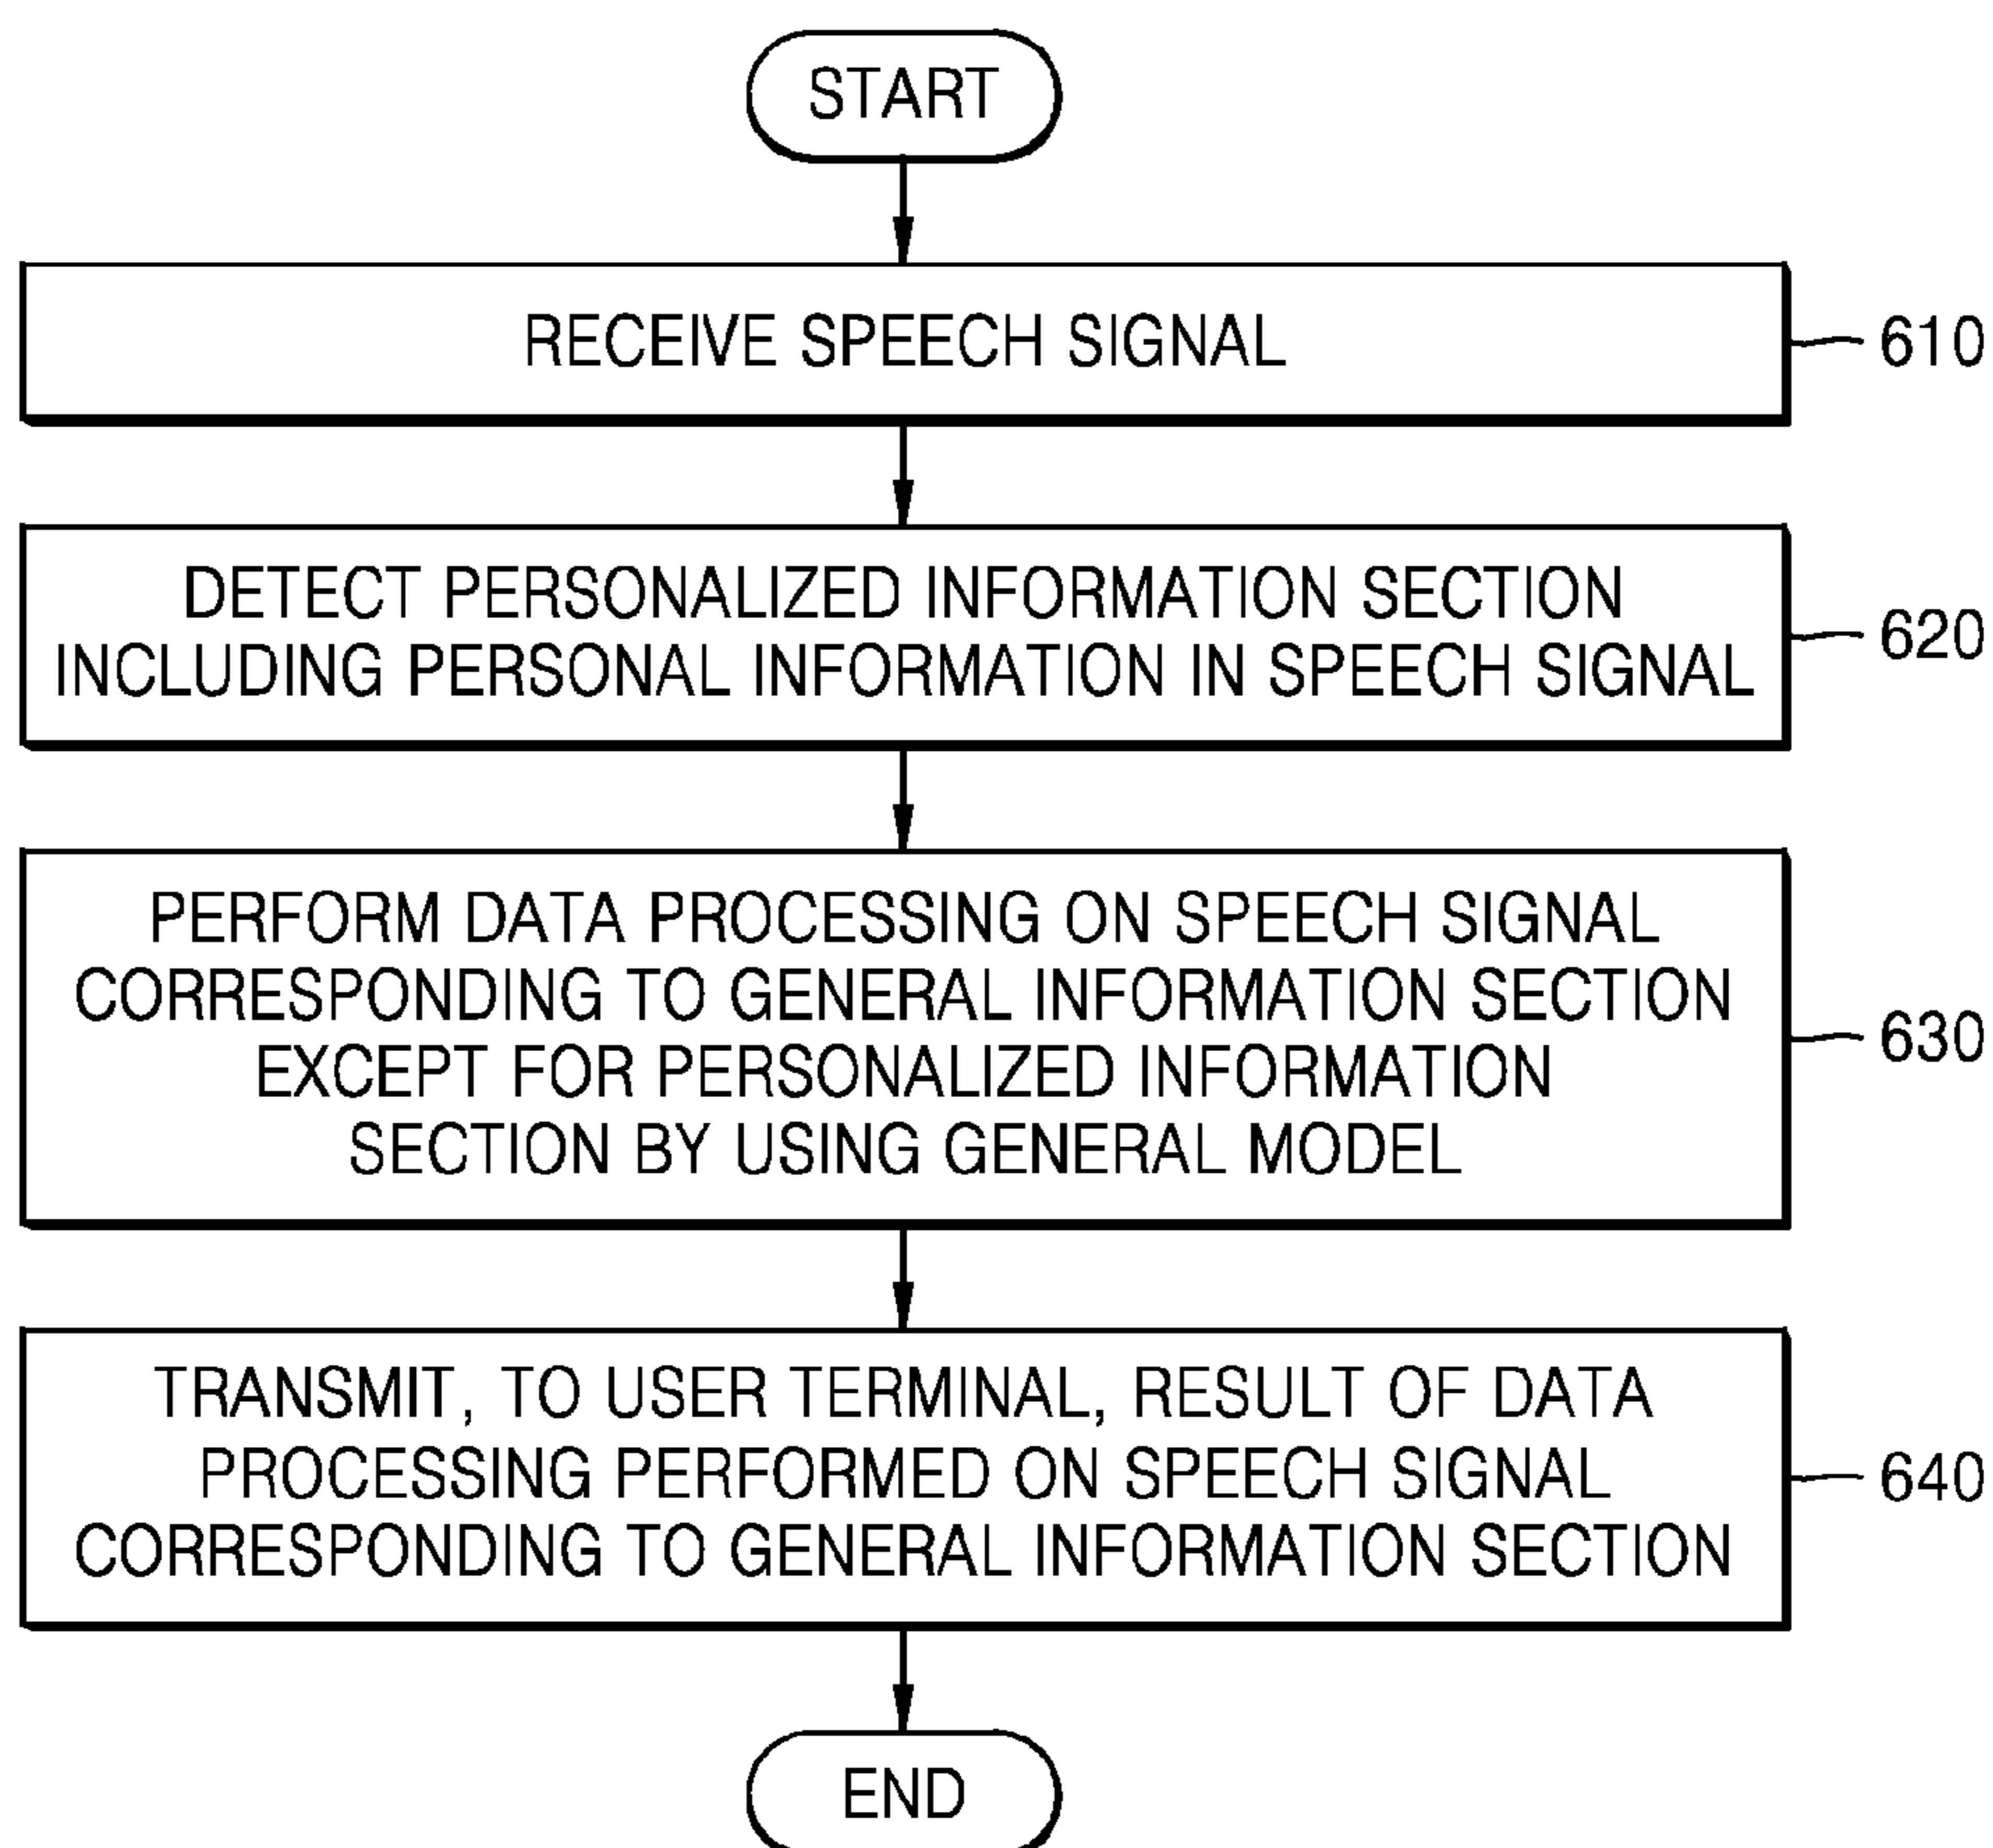 START
RECEIVE SPEECH SIGNAL
610
DETECT PERSONALIZED INFORMATION SECTION
INCLUDING PERSONAL INFORMATION IN SPEECH SIGNAL
620
PERFORM DATA PROCESSING ON SPEECH SIGNAL
CORRESPONDING TO GENERAL INFORMATION SECTION
EXCEPT FOR PERSONALIZED INFORMATION
SECTION BY USING GENERAL MODEL
630
TRANSMIT, TO USER TERMINAL, RESULT OF DATA
PROCESSING PERFORMED ON SPEECH SIGNAL
CORRESPONDING TO GENERAL INFORMATION SECTION
640
END